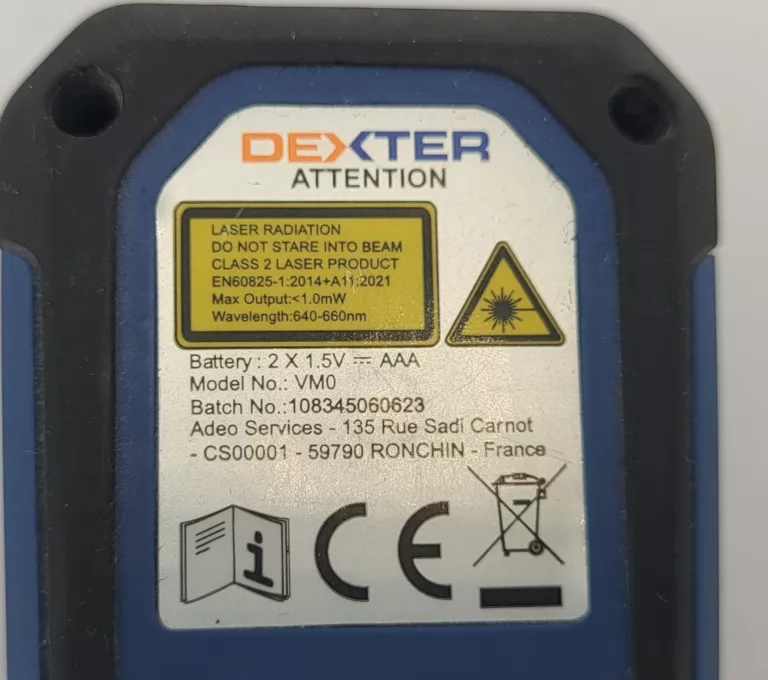 DEXTER
ATTENTION
LASER RADIATION
DO NOT STARE INTO BEAM
CLASS 2 LASER PRODUCT
EN60825-1:2014+A11:2021
Max Output:<1.0mW
Wavelength:640-660nm
Battery : 2 X 1.5V ⎓ AAA
Model No.: VM0
Batch No.:108345060623
Adeo Services - 135 Rue Sadi Carnot
- CS00001 - 59790 RONCHIN - France
i CE